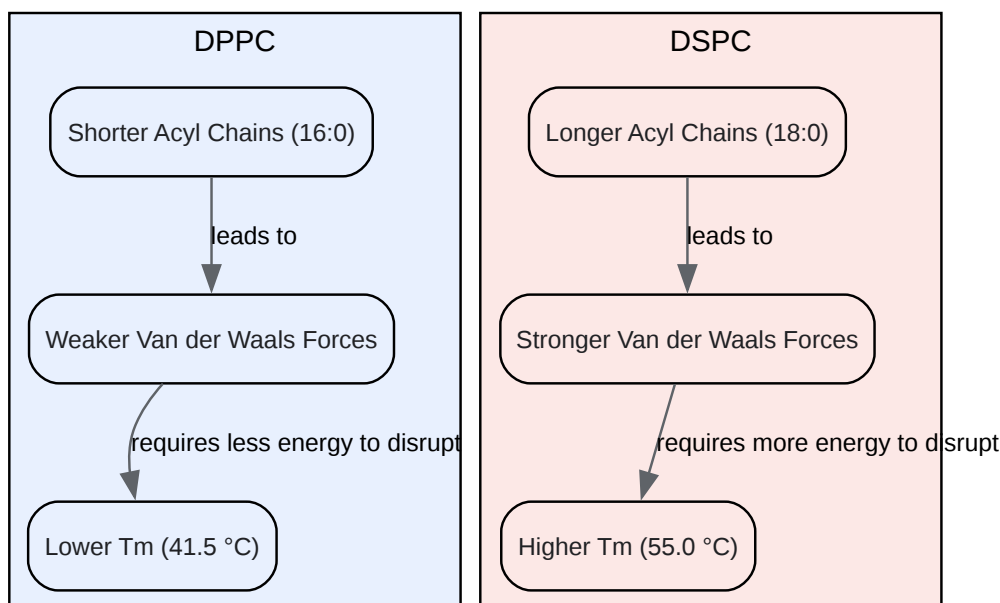 DPPC
Shorter Acyl Chains (16:0)
leads to
Weaker Van der Waals Forces
requires less energy to disrupt
Lower Tm (41.5 °C)
DSPC
Longer Acyl Chains (18:0)
leads to
Stronger Van der Waals Forces
requires more energy to disrupt
Higher Tm (55.0 °C)